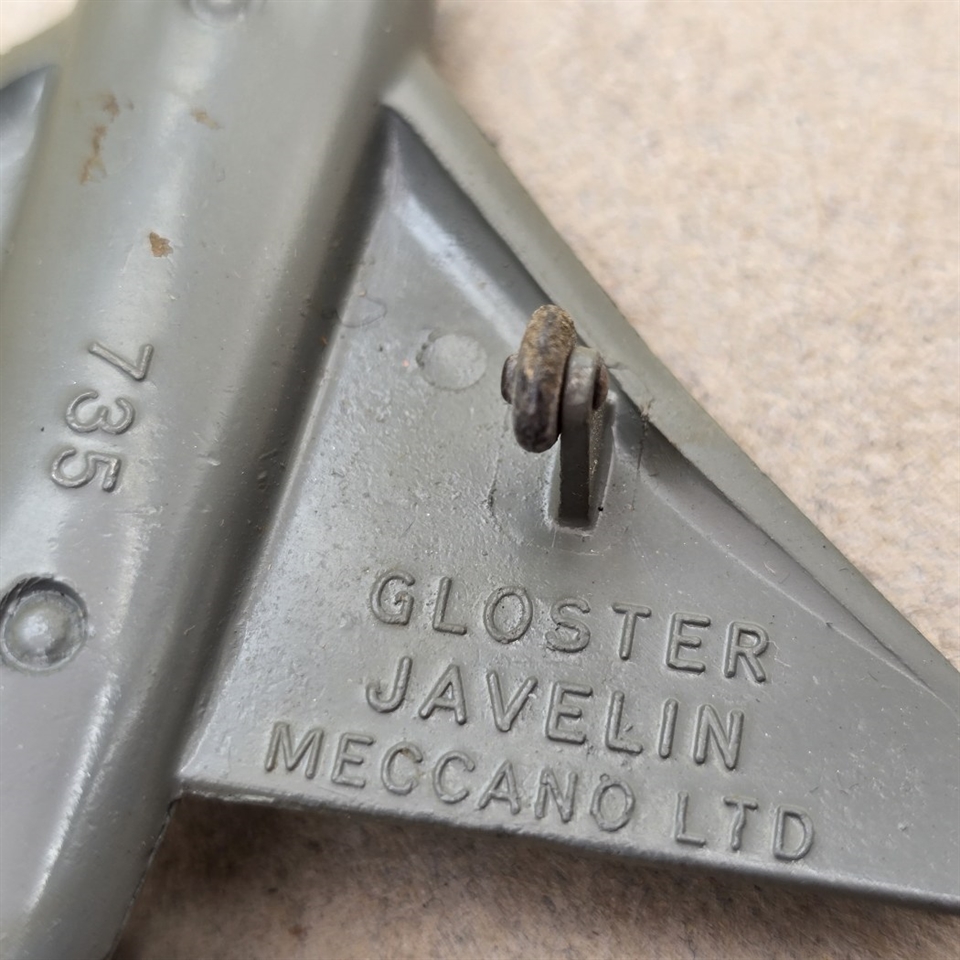 735
GLOSTER
JAVELIN
MECCANO LTD